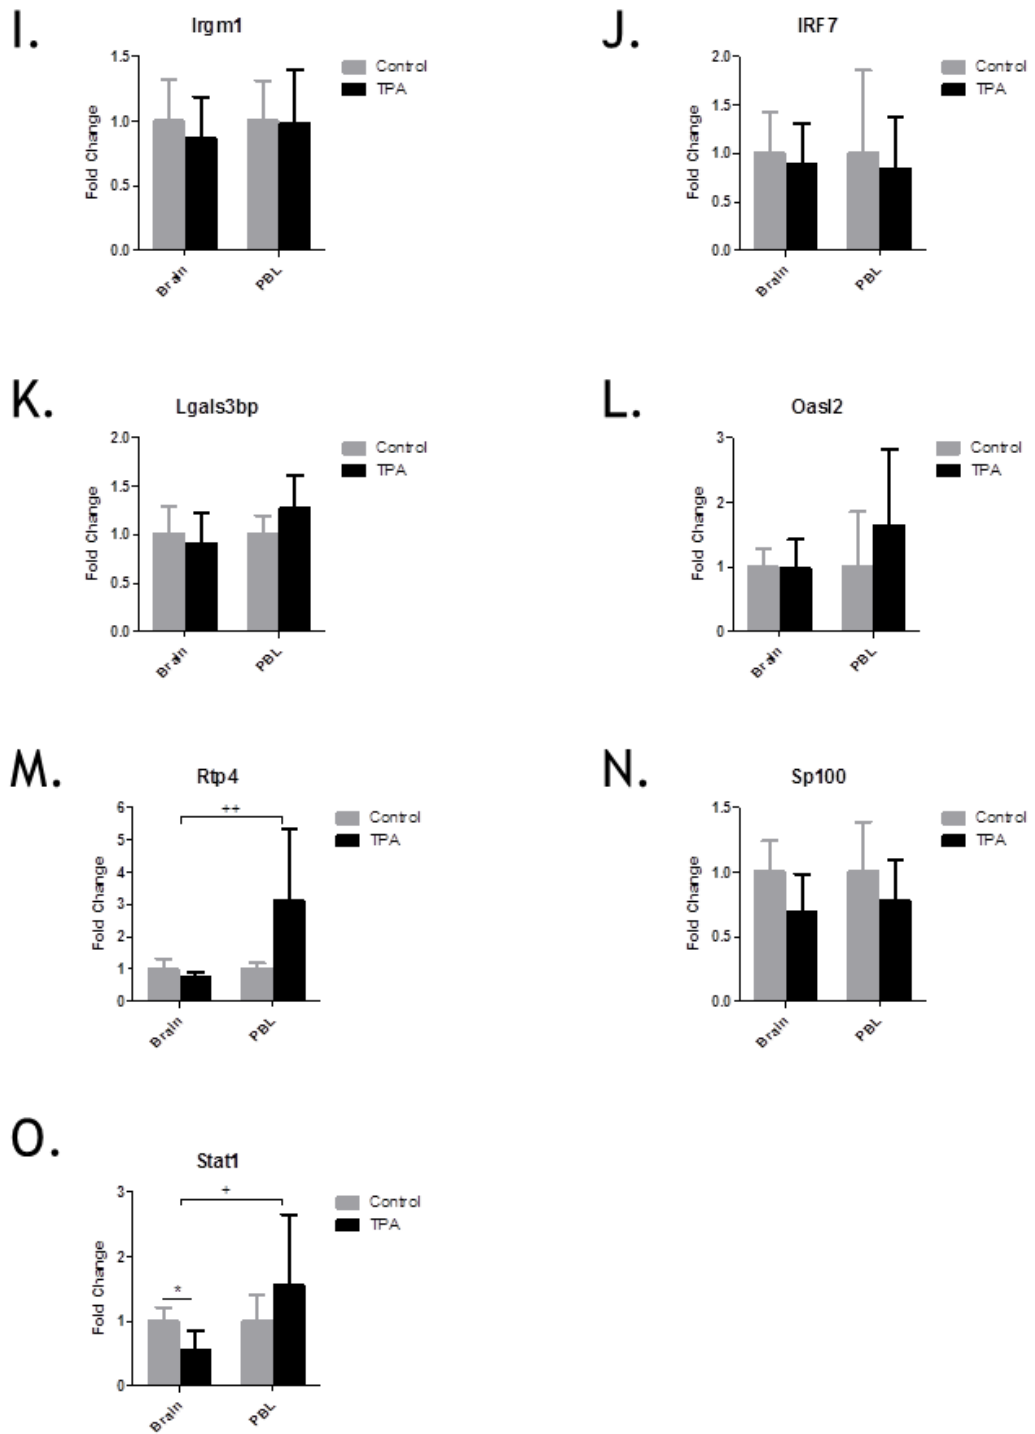 I.
Irgm1
Fold Change
1.5
1.0
0.5
0.0
Brain
PBL
Control
TPA
J.
IRF7
Fold Change
2.0
1.5
1.0
0.5
0.0
Brain
PBL
Control
TPA
K.
Lgals3bp
Fold Change
2.0
1.5
1.0
0.5
0.0
Brain
PBL
Control
TPA
L.
Oasl2
Fold Change
3
2
1
0
Brain
PBL
Control
TPA
M.
Rtp4
Fold Change
6
5
4
3
2
1
0
++
Brain
PBL
Control
TPA
N.
Sp100
Fold Change
1.5
1.0
0.5
0.0
Brain
PBL
Control
TPA
O.
Stat1
Fold Change
3
2
1
0
+
*
Brain
PBL
Control
TPA